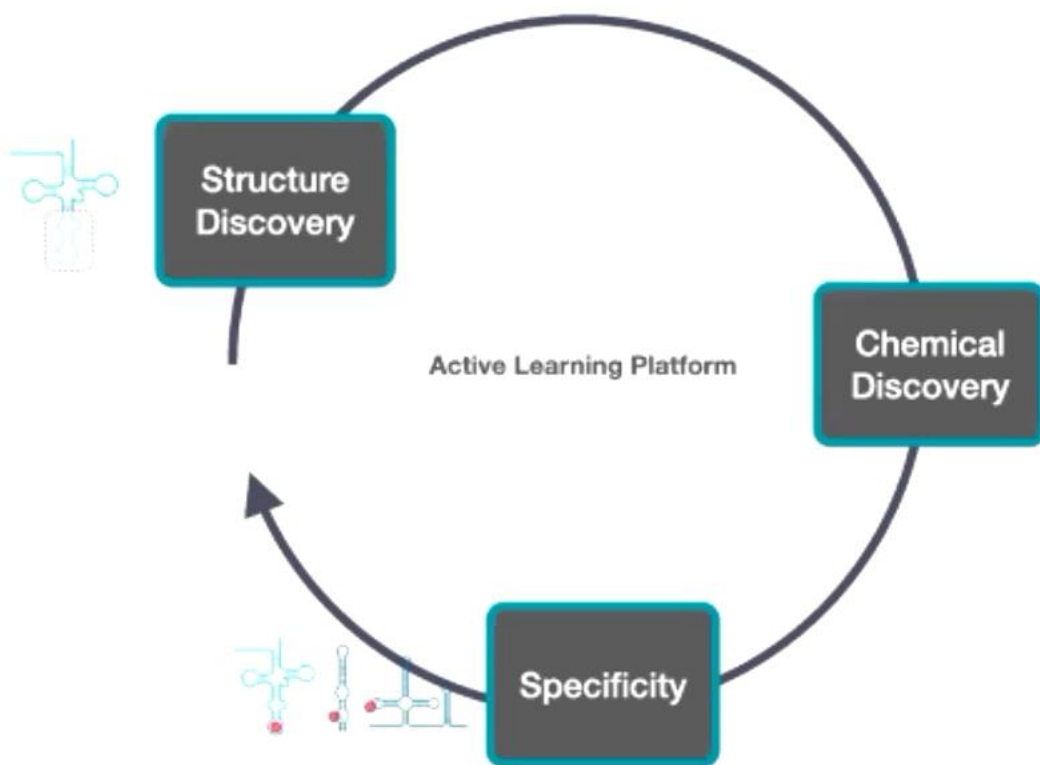 Structure
Discovery
Active Learning Platform
Chemical
Discovery
Specificity